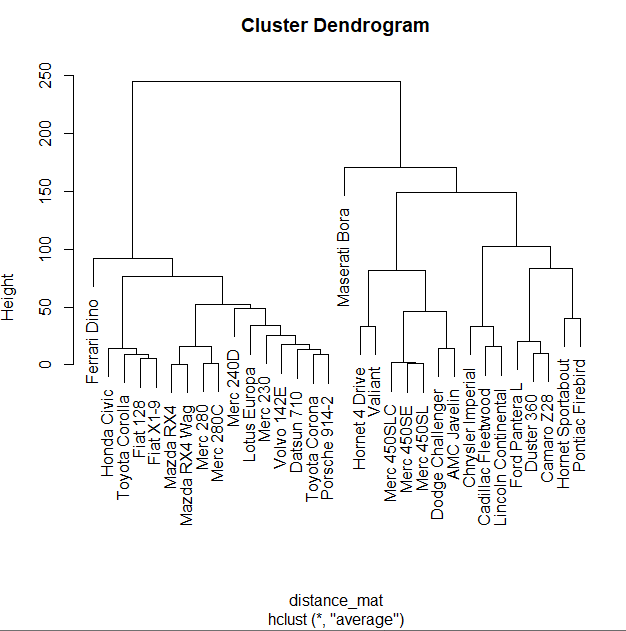 Cluster Dendrogram
Height
250
200
150
100
50
0
Ferrari Dino
Honda Civic
Toyota Corolla
Fiat 128
Fiat X1-9
Mazda RX4
Mazda RX4 Wag
Merc 280
Merc 280C
Merc 240D
Lotus Europa
Merc 230
Volvo 142E
Datsun 710
Toyota Corona
Porsche 914-2
Maserati Bora
Hornet 4 Drive
Valiant
Merc 450SLC
Merc 450SE
Merc 450SL
Dodge Challenger
AMC Javelin
Chrysler Imperial
Cadillac Fleetwood
Lincoln Continental
Ford Pantera L
Duster 360
Camaro Z28
Hornet Sportabout
Pontiac Firebird
distance_mat
hclust (*, "average")